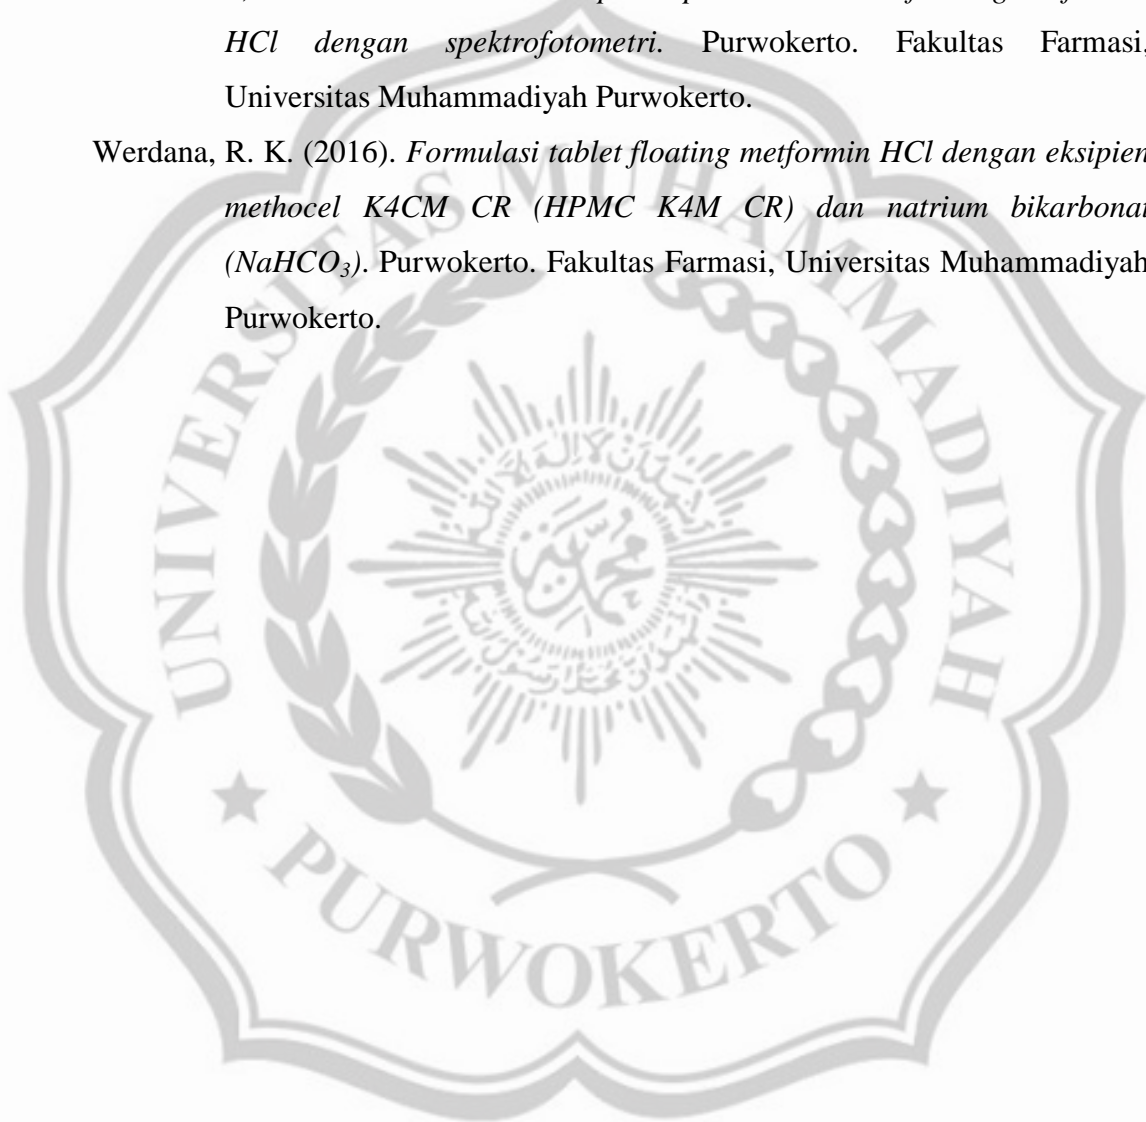 HCl dengan spektrofotometri. Purwokerto. Fakultas Farmasi,
Universitas Muhammadiyah Purwokerto.
Werdana, R. K. (2016). Formulasi tablet floating metformin HCl dengan eksipien
methocel K4CM CR (HPMC K4M CR) dan natrium bikarbonat
(NaHCO₃). Purwokerto. Fakultas Farmasi, Universitas Muhammadiyah
Purwokerto.
UNIVERSITAS MUHAMMADIYAH
PURWOKERTO